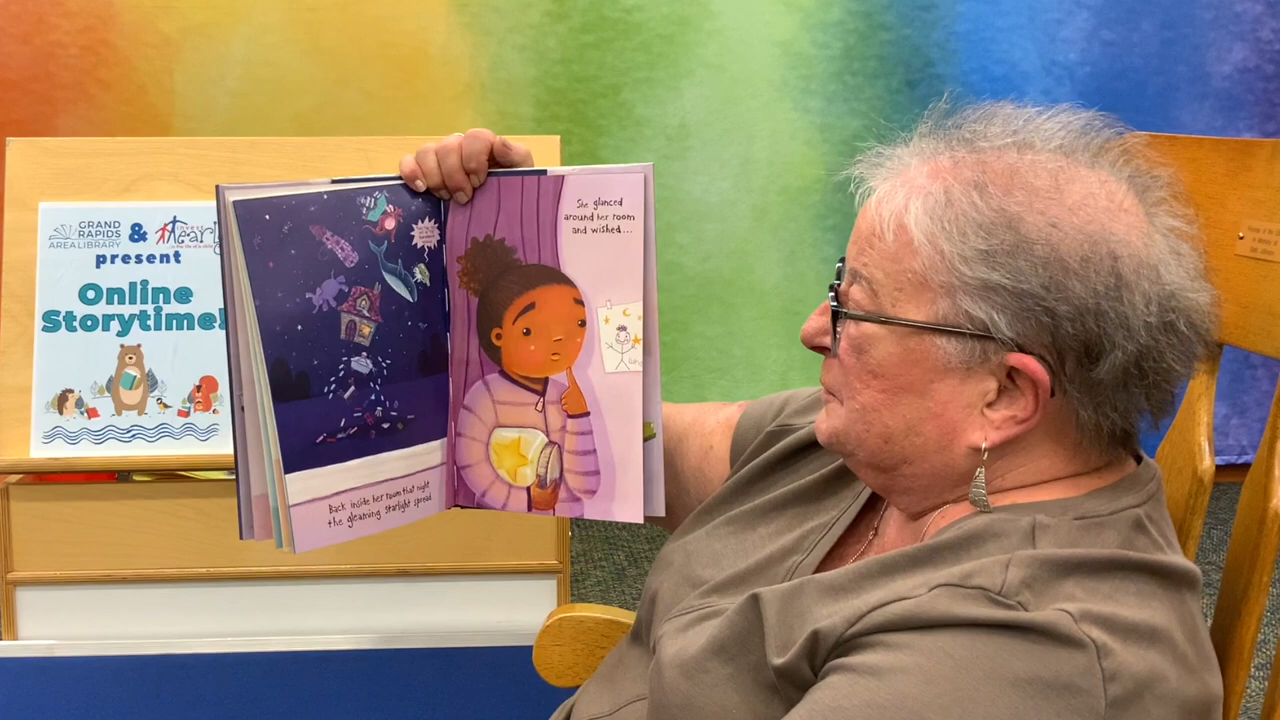 GRAND
RAPIDS
AREA LIBRARY
&
present
Online
Storytime!
Back inside her room that night
the gleaming starlight spread
She glanced
around her room
and wished...